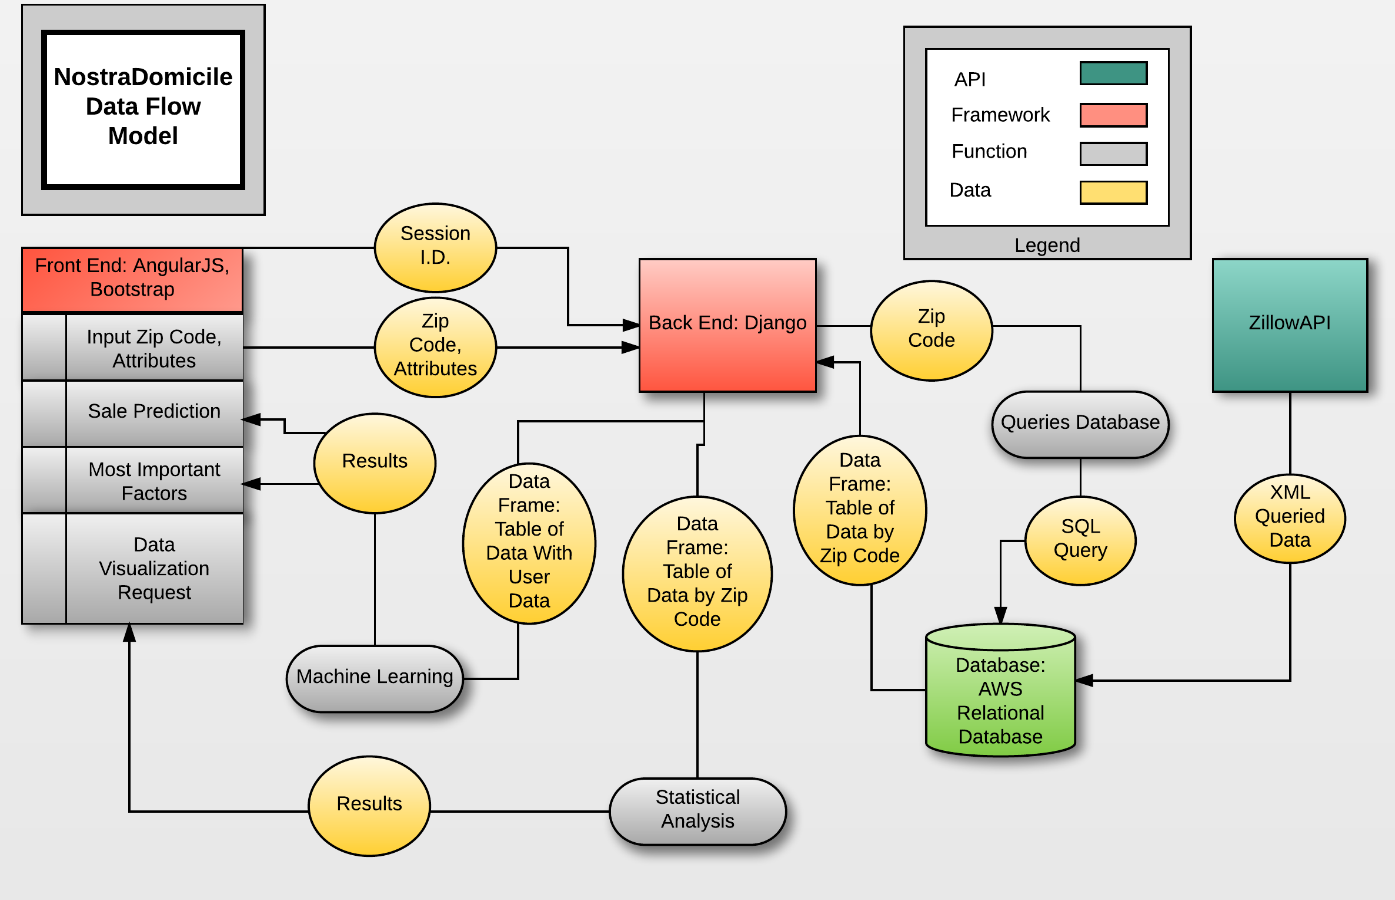 NostraDomicile
Data Flow
Model
API
Framework
Function
Data
Legend
Session
I.D.
Front End: AngularJS,
Bootstrap
Input Zip Code,
Attributes
Sale Prediction
Most Important
Factors
Data
Visualization
Request
Zip
Code,
Attributes
Back End: Django
Zip
Code
ZillowAPI
Queries Database
Results
Data
Frame:
Table of
Data With
User
Data
Data
Frame:
Table of
Data by Zip
Code
Data
Frame:
Table of
Data by
Zip Code
SQL
Query
XML
Queried
Data
Machine Learning
Database:
AWS
Relational
Database
Results
Statistical
Analysis